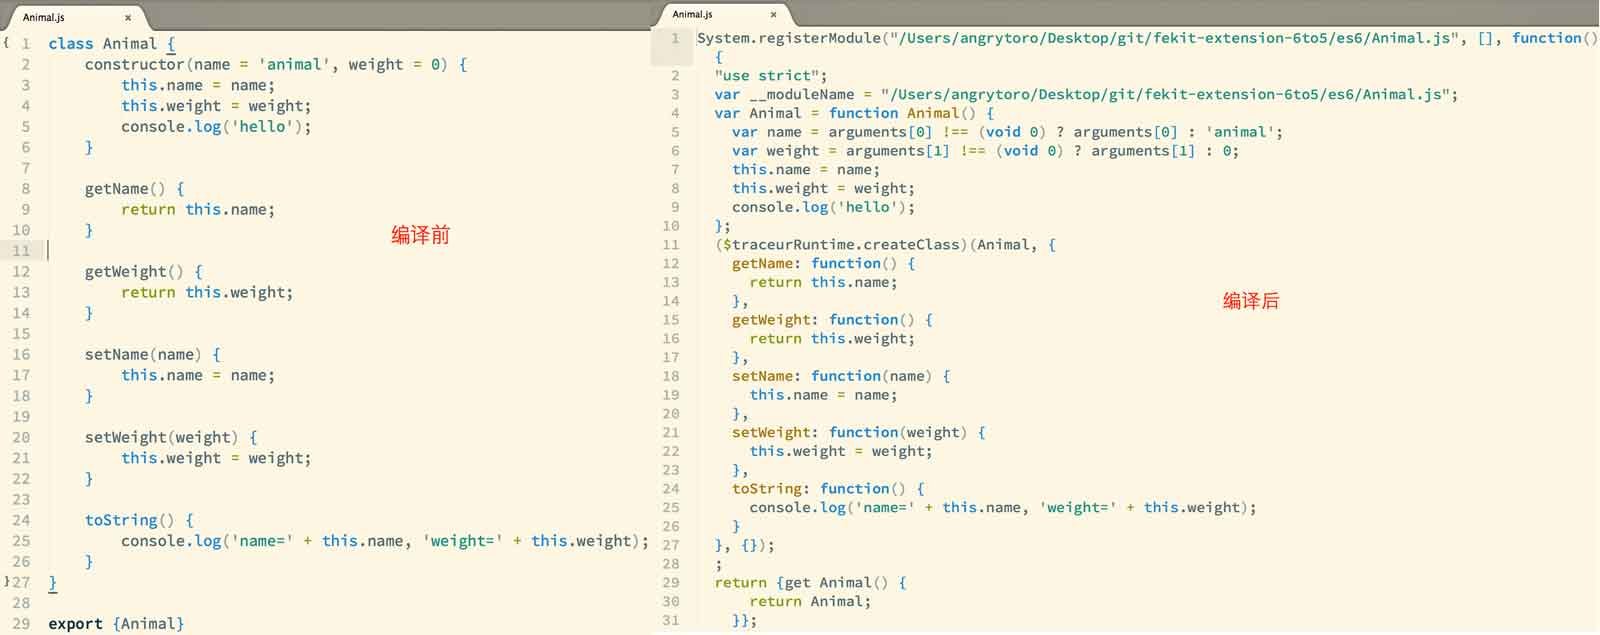 Animal.js ×
{ 1 class Animal {
2 constructor(name = 'animal', weight = 0) {
3 this.name = name;
4 this.weight = weight;
5 console.log('hello');
6 }
7
8 getName() {
9 return this.name;
10 }
11
12 getWeight() {
13 return this.weight;
14 }
15
16 setName(name) {
17 this.name = name;
18 }
19
20 setWeight(weight) {
21 this.weight = weight;
22 }
23
24 toString() {
25 console.log('name=' + this.name, 'weight=' + this.weight);
26 }
}27 }
28
29 export {Animal}
编译前
Animal.js ×
1 System.registerModule("/Users/angrytoro/Desktop/git/fekit-extension-6to5/es6/Animal.js", [], function()
{
2 "use strict";
3 var __moduleName = "/Users/angrytoro/Desktop/git/fekit-extension-6to5/es6/Animal.js";
4 var Animal = function Animal() {
5 var name = arguments[0] !== (void 0) ? arguments[0] : 'animal';
6 var weight = arguments[1] !== (void 0) ? arguments[1] : 0;
7 this.name = name;
8 this.weight = weight;
9 console.log('hello');
10 };
11 ($traceurRuntime.createClass)(Animal, {
12 getName: function() {
13 return this.name;
14 },
15 getWeight: function() {
16 return this.weight;
17 },
18 setName: function(name) {
19 this.name = name;
20 },
21 setWeight: function(weight) {
22 this.weight = weight;
23 },
24 toString: function() {
25 console.log('name=' + this.name, 'weight=' + this.weight);
26 }
27 }, {});
28 ;
29 return {get Animal() {
30 return Animal;
31 }};
编译后